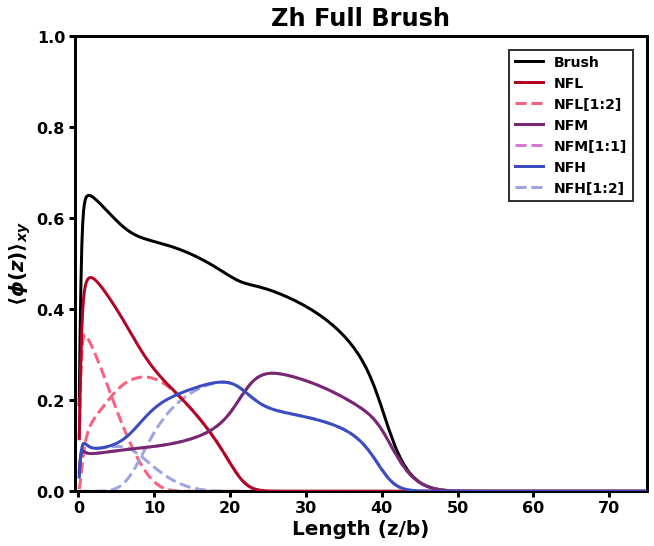 Zh Full Brush
⟨ϕ(z)⟩xy
1.0
0.8
0.6
0.4
0.2
0.0
Brush
NFL
NFL[1:2]
NFM
NFM[1:1]
NFH
NFH[1:2]
0 10 20 30 40 50 60 70
Length (z/b)